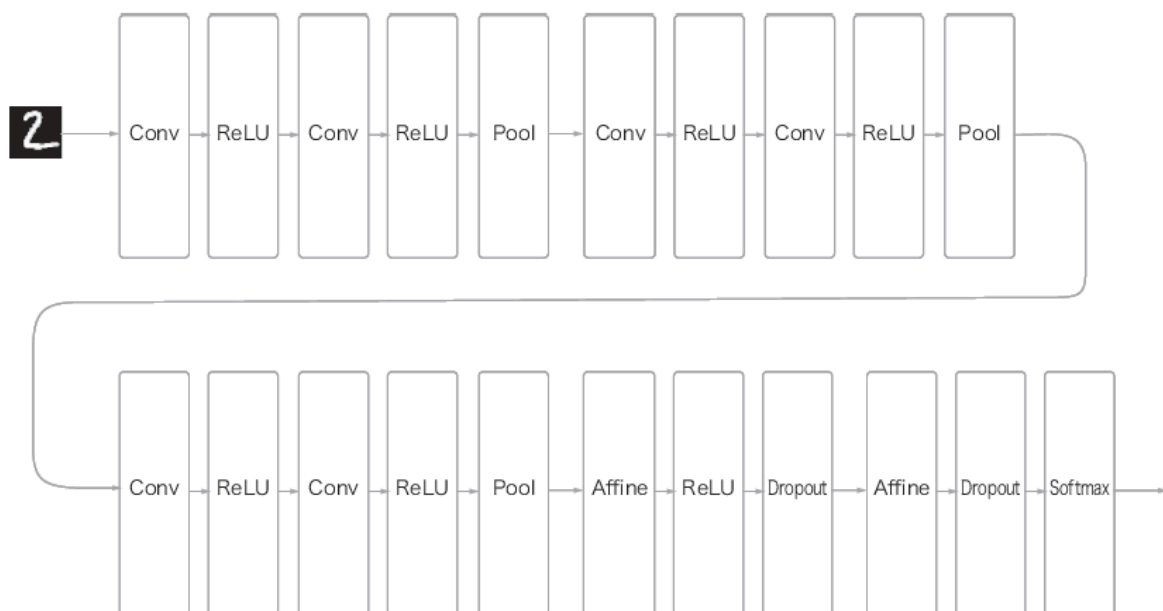 2
Conv ReLU Conv ReLU Pool Conv ReLU Conv ReLU Pool
Conv ReLU Conv ReLU Pool Affine ReLU Dropout Affine Dropout Softmax